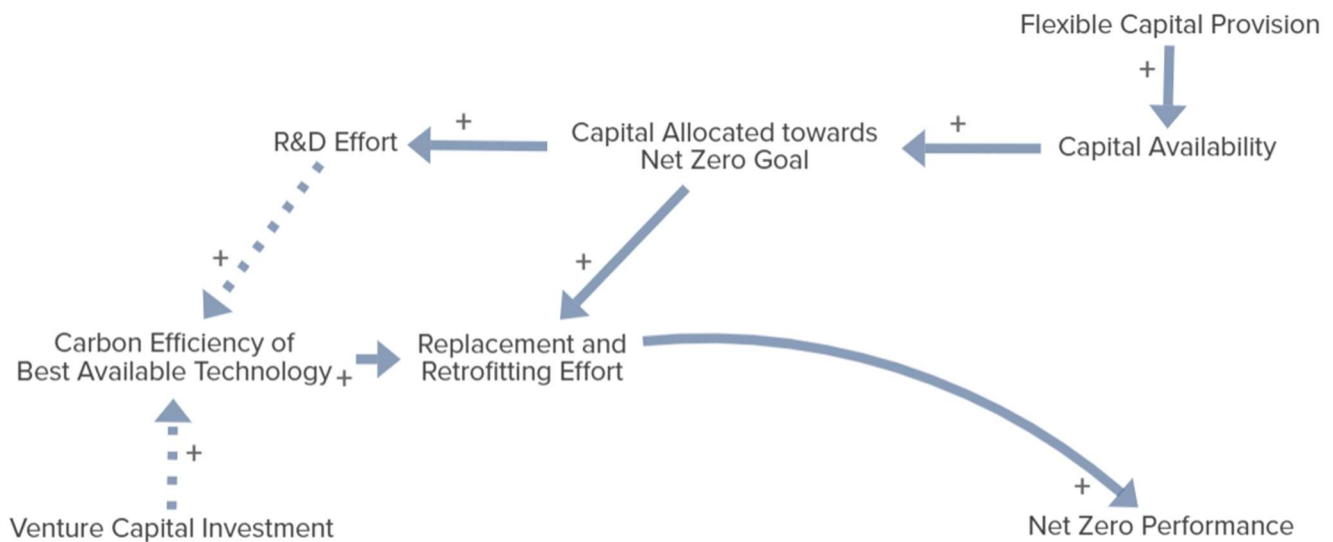 Flexible Capital Provision
+
R&D Effort
+
Capital Allocated towards
Net Zero Goal
+
Capital Availability
+
+
Carbon Efficiency of
Best Available Technology
+
Replacement and
Retrofitting Effort
+
+
Venture Capital Investment
Net Zero Performance